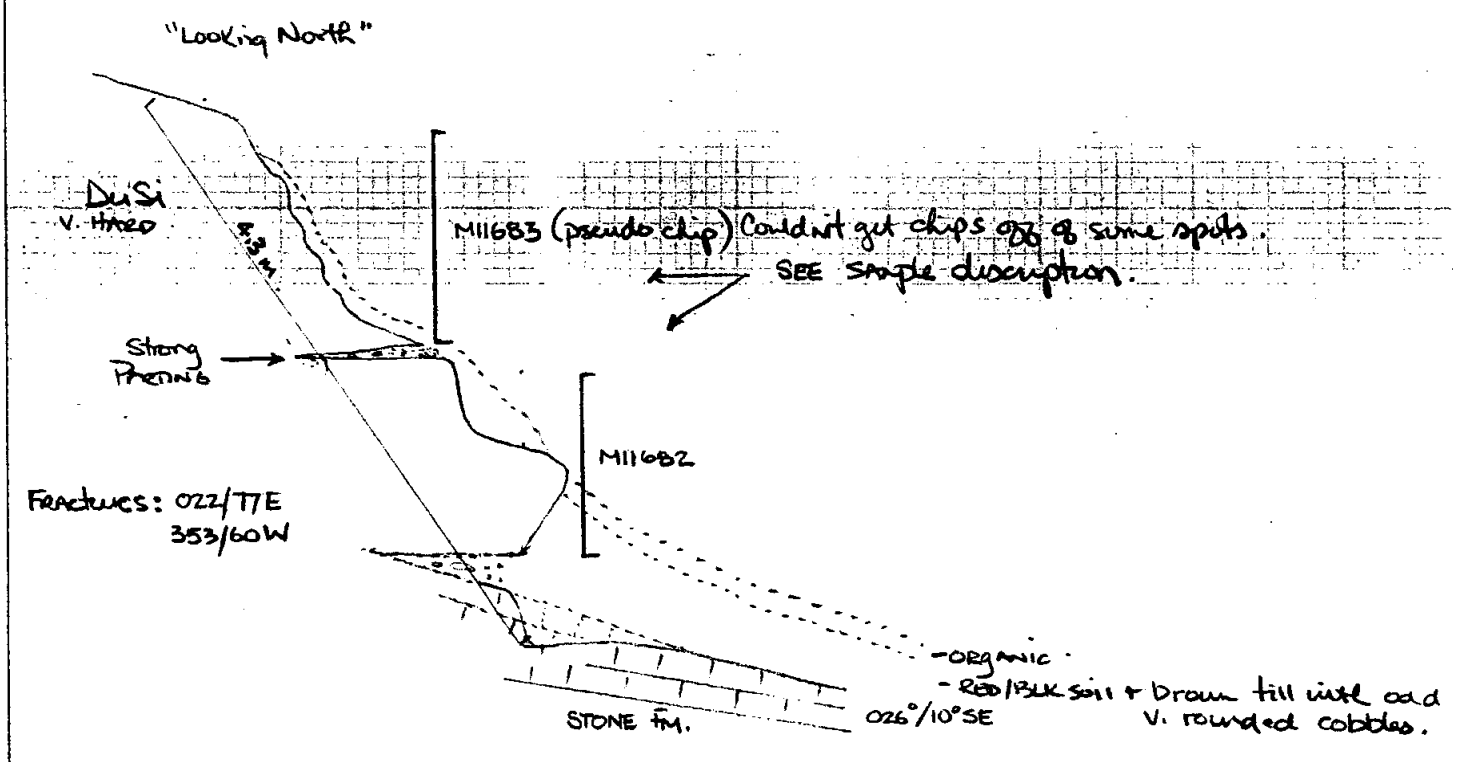 "Looking North"
DuSi
V. HARD
4.3 m
M11683 (pseudo chip) Couldn't get chips off of some spots.
SEE sample description.
Strong
PARTING
M11682
FRACTURES: 022/77E
353/60W
-ORGANIC
- RED/BLK soil + brown till with odd
V. rounded cobbles.
STONE FM.
026°/10°SE